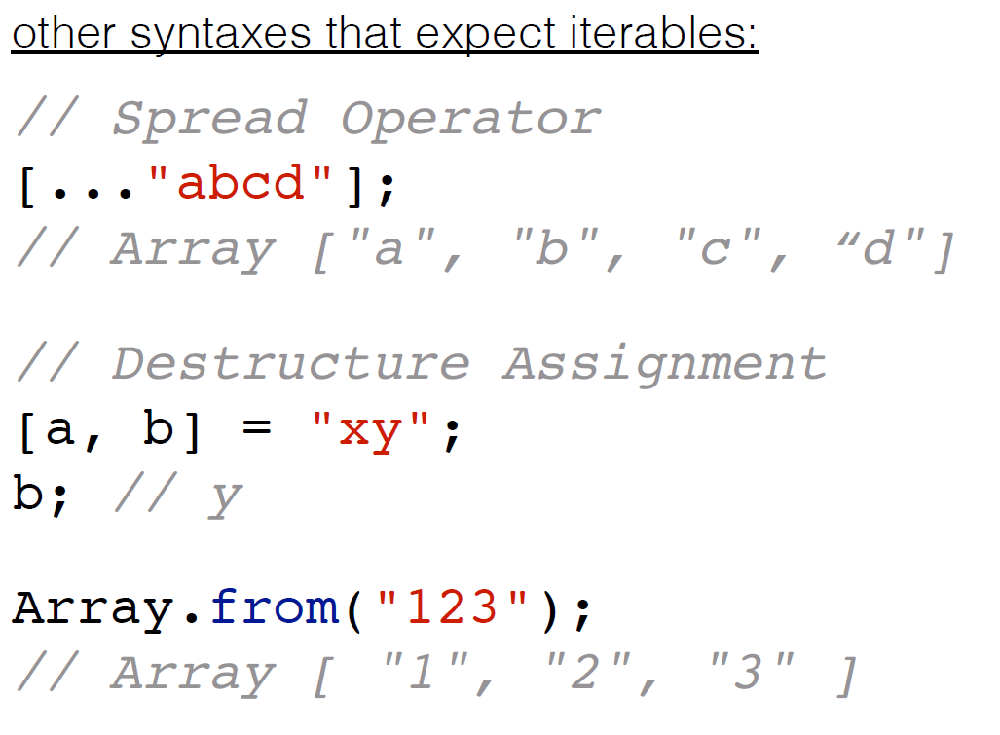 other syntaxes that expect iterables:
// Spread Operator
[..."abcd"];
// Array ["a", "b", "c", “d"]
// Destructure Assignment
[a, b] = "xy";
b; // y
Array.from("123");
// Array [ "1", "2", "3" ]